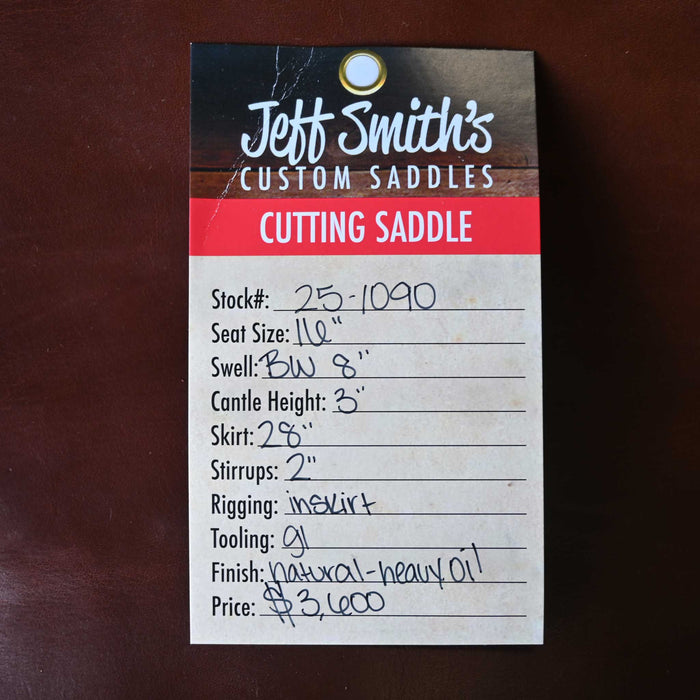 Jeff Smith's
CUSTOM SADDLES
CUTTING SADDLE
Stock#: 25-1090
Seat Size: 16"
Swell: BW 8"
Cantle Height: 3"
Skirt: 28"
Stirrups: 2"
Rigging: inskirt
Tooling: gl
Finish: natural-heavy oil
Price: $3,600